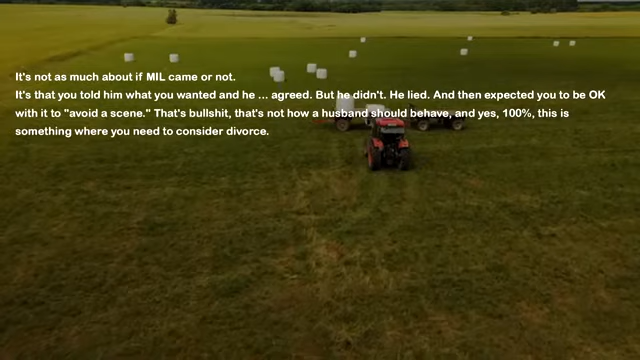 It's not as much about if MIL came or not.
It's that you told him what you wanted and he ... agreed. But he didn't. He lied. And then expected you to be OK
with it to "avoid a scene." That's bullshit, that's not how a husband should behave, and yes, 100%, this is
something where you need to consider divorce.